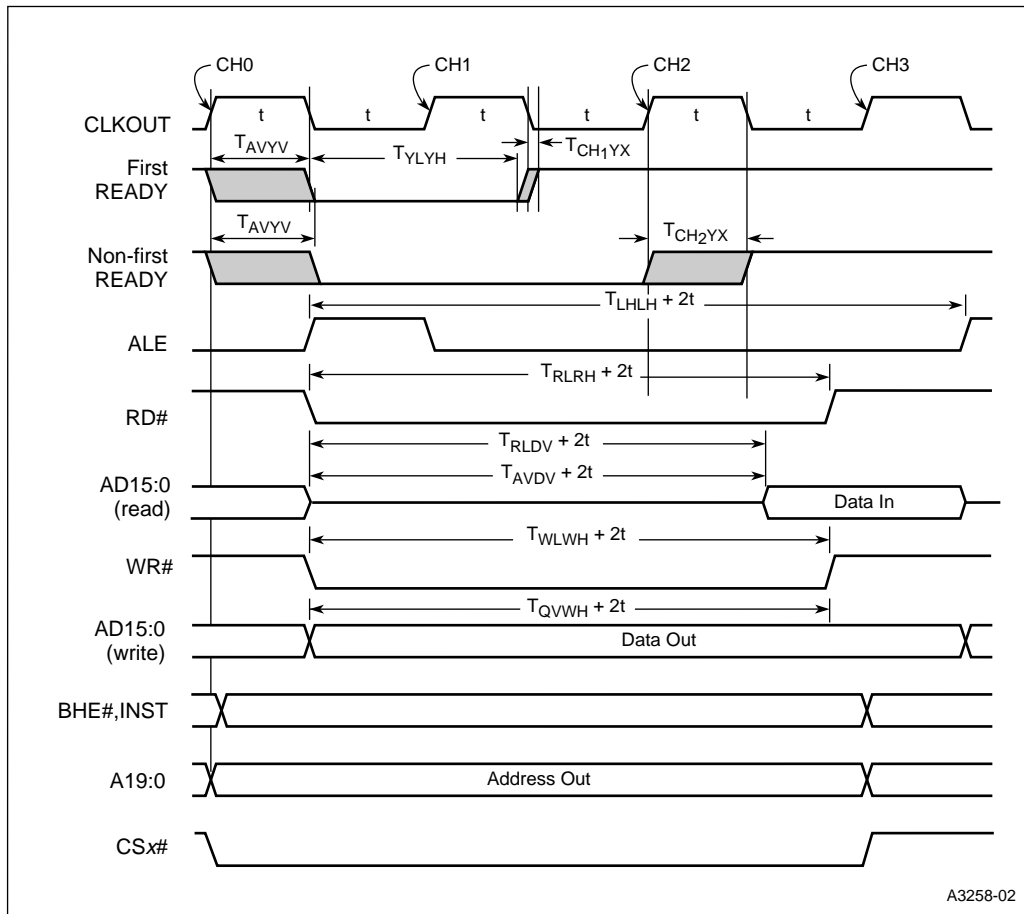 CH0 CH1 CH2 CH3
CLKOUT t t t t t t
TAVYV TYLYH TCH1YX
First
READY
TAVYV TCH2YX
Non-first
READY
TLHLH + 2t
ALE
TRLRH + 2t
RD#
TRLDV + 2t
TAVDV + 2t
AD15:0
(read)
Data In
TWLWH + 2t
WR#
TQVWH + 2t
AD15:0
(write)
Data Out
BHE#,INST
A19:0 Address Out
CSx#
A3258-02